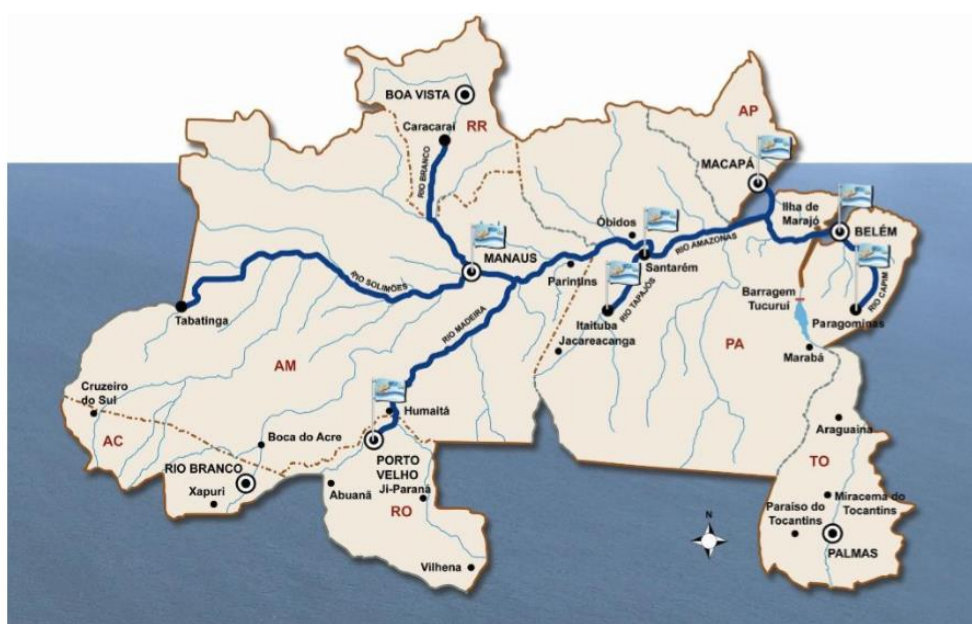 BOA VISTA
RR
Caracaraí
RIO BRANCO
AP
MACAPÁ
Ilha de
Marajó
BELÉM
Óbidos
RIO AMAZONAS
MANAUS
Santarém
Parintins
RIO SOLIMÕES
Tabatinga
RIO MADEIRA
Itaituba
RIO TAPAJÓS
Jacareacanga
Barragem
Tucuruí
Paragominas
RIO CAPIM
PA
Marabá
AM
Cruzeiro
do Sul
AC
Humaitá
Boca do Acre
RIO BRANCO
Xapuri
PORTO
VELHO
Abuanã
Ji-Paraná
RO
Vilhena
Araguaina
TO
Miracema do
Tocantins
Paraíso do
Tocantins
PALMAS
N